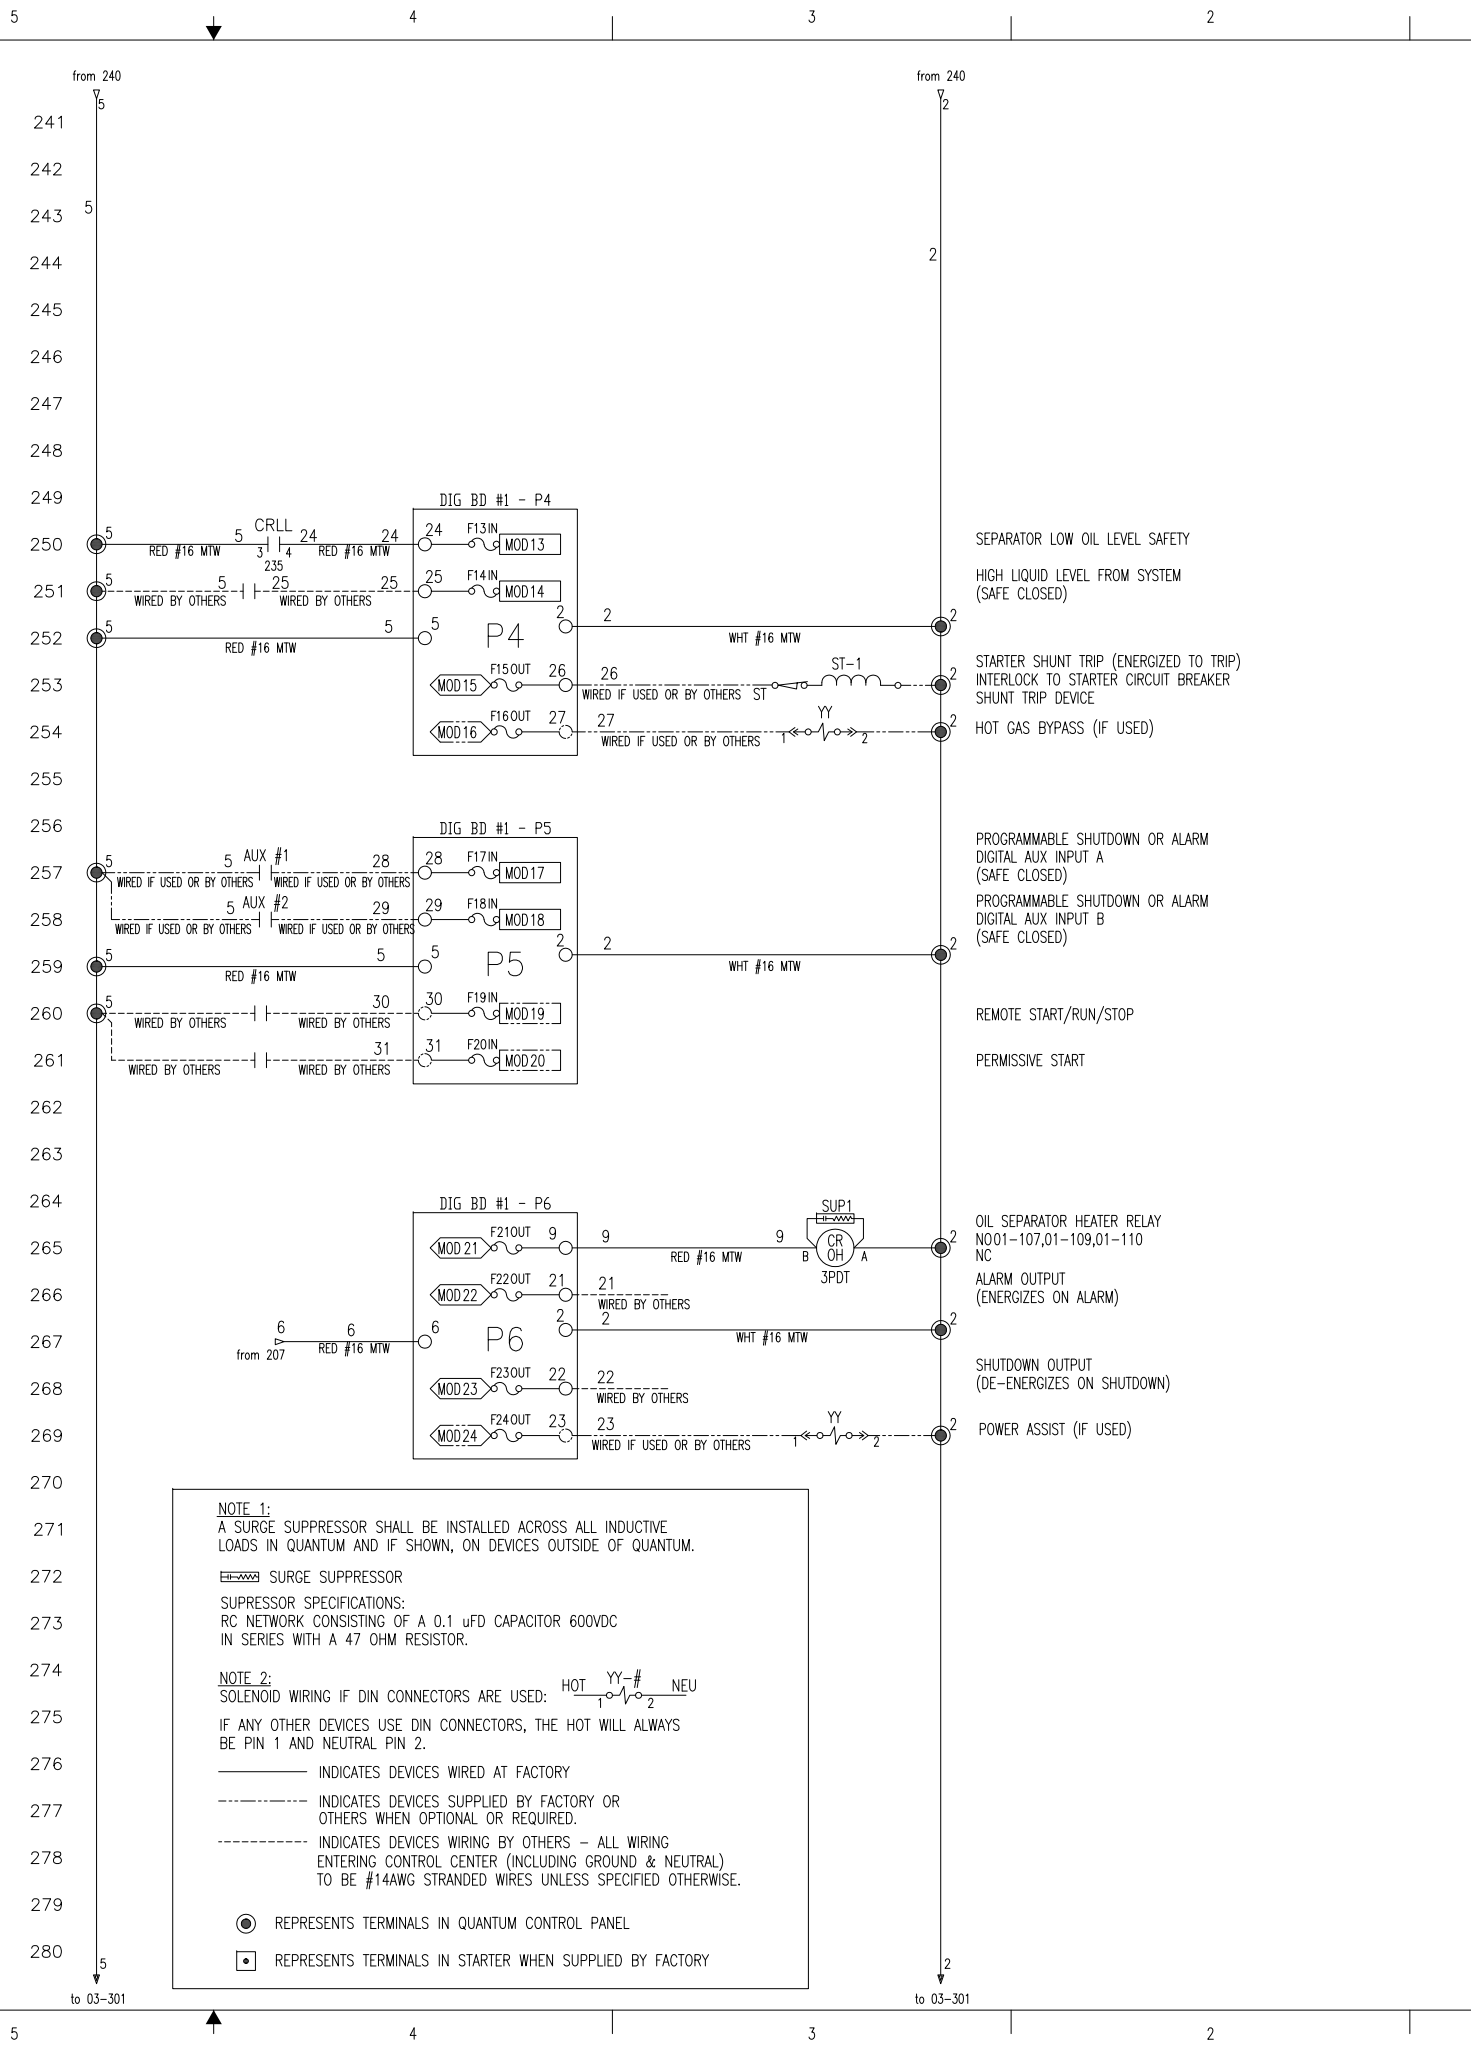 5 4 3 2
from 240 from 240
5 2
241
242
243 5
244 2
245
246
247
248
249 DIG BD #1 - P4
250 5 5 CRLL 24 24 24 F13IN MOD13 SEPARATOR LOW OIL LEVEL SAFETY
RED #16 MTW 3 4 RED #16 MTW
235
251 5 5 25 25 25 F14IN MOD14 HIGH LIQUID LEVEL FROM SYSTEM
WIRED BY OTHERS WIRED BY OTHERS (SAFE CLOSED)
252 5 5 5 P4 2 2 2
RED #16 MTW WHT #16 MTW
253 MOD15 F15OUT 26 26 ST-1 2 STARTER SHUNT TRIP (ENERGIZED TO TRIP)
WIRED IF USED OR BY OTHERS ST INTERLOCK TO STARTER CIRCUIT BREAKER
SHUNT TRIP DEVICE
254 MOD16 F16OUT 27 27 YY 2 HOT GAS BYPASS (IF USED)
WIRED IF USED OR BY OTHERS 1 2
255
256 DIG BD #1 - P5
PROGRAMMABLE SHUTDOWN OR ALARM
257 5 5 AUX #1 28 28 F17IN MOD17 DIGITAL AUX INPUT A
WIRED IF USED OR BY OTHERS WIRED IF USED OR BY OTHERS (SAFE CLOSED)
PROGRAMMABLE SHUTDOWN OR ALARM
258 5 AUX #2 29 29 F18IN MOD18 DIGITAL AUX INPUT B
WIRED IF USED OR BY OTHERS WIRED IF USED OR BY OTHERS (SAFE CLOSED)
259 5 5 5 P5 2 2 2
RED #16 MTW WHT #16 MTW
260 5 30 30 F19IN MOD19 REMOTE START/RUN/STOP
WIRED BY OTHERS WIRED BY OTHERS
261 31 31 F20IN MOD20 PERMISSIVE START
WIRED BY OTHERS WIRED BY OTHERS
262
263
264 DIG BD #1 - P6 SUP1
OIL SEPARATOR HEATER RELAY
265 MOD21 F21OUT 9 9 9 CR OH 2 NO01-107,01-109,01-110
RED #16 MTW B A NC
3PDT
ALARM OUTPUT
266 MOD22 F22OUT 21 21 (ENERGIZES ON ALARM)
WIRED BY OTHERS
267 6 6 6 P6 2 2 2
from 207 RED #16 MTW WHT #16 MTW
SHUTDOWN OUTPUT
268 MOD23 F23OUT 22 22 (DE-ENERGIZES ON SHUTDOWN)
WIRED BY OTHERS
269 MOD24 F24OUT 23 23 YY 2 POWER ASSIST (IF USED)
WIRED IF USED OR BY OTHERS 1 2
270
NOTE 1:
271 A SURGE SUPPRESSOR SHALL BE INSTALLED ACROSS ALL INDUCTIVE
LOADS IN QUANTUM AND IF SHOWN, ON DEVICES OUTSIDE OF QUANTUM.
272 SURGE SUPPRESSOR
SUPRESSOR SPECIFICATIONS:
273 RC NETWORK CONSISTING OF A 0.1 uFD CAPACITOR 600VDC
IN SERIES WITH A 47 OHM RESISTOR.
274 NOTE 2:
SOLENOID WIRING IF DIN CONNECTORS ARE USED: HOT YY-# NEU
1 2
275 IF ANY OTHER DEVICES USE DIN CONNECTORS, THE HOT WILL ALWAYS
BE PIN 1 AND NEUTRAL PIN 2.
276 INDICATES DEVICES WIRED AT FACTORY
277 INDICATES DEVICES SUPPLIED BY FACTORY OR
OTHERS WHEN OPTIONAL OR REQUIRED.
INDICATES DEVICES WIRING BY OTHERS - ALL WIRING
278 ENTERING CONTROL CENTER (INCLUDING GROUND & NEUTRAL)
TO BE #14AWG STRANDED WIRES UNLESS SPECIFIED OTHERWISE.
279 REPRESENTS TERMINALS IN QUANTUM CONTROL PANEL
280 REPRESENTS TERMINALS IN STARTER WHEN SUPPLIED BY FACTORY
5 2
to 03-301 to 03-301
5 4 3 2